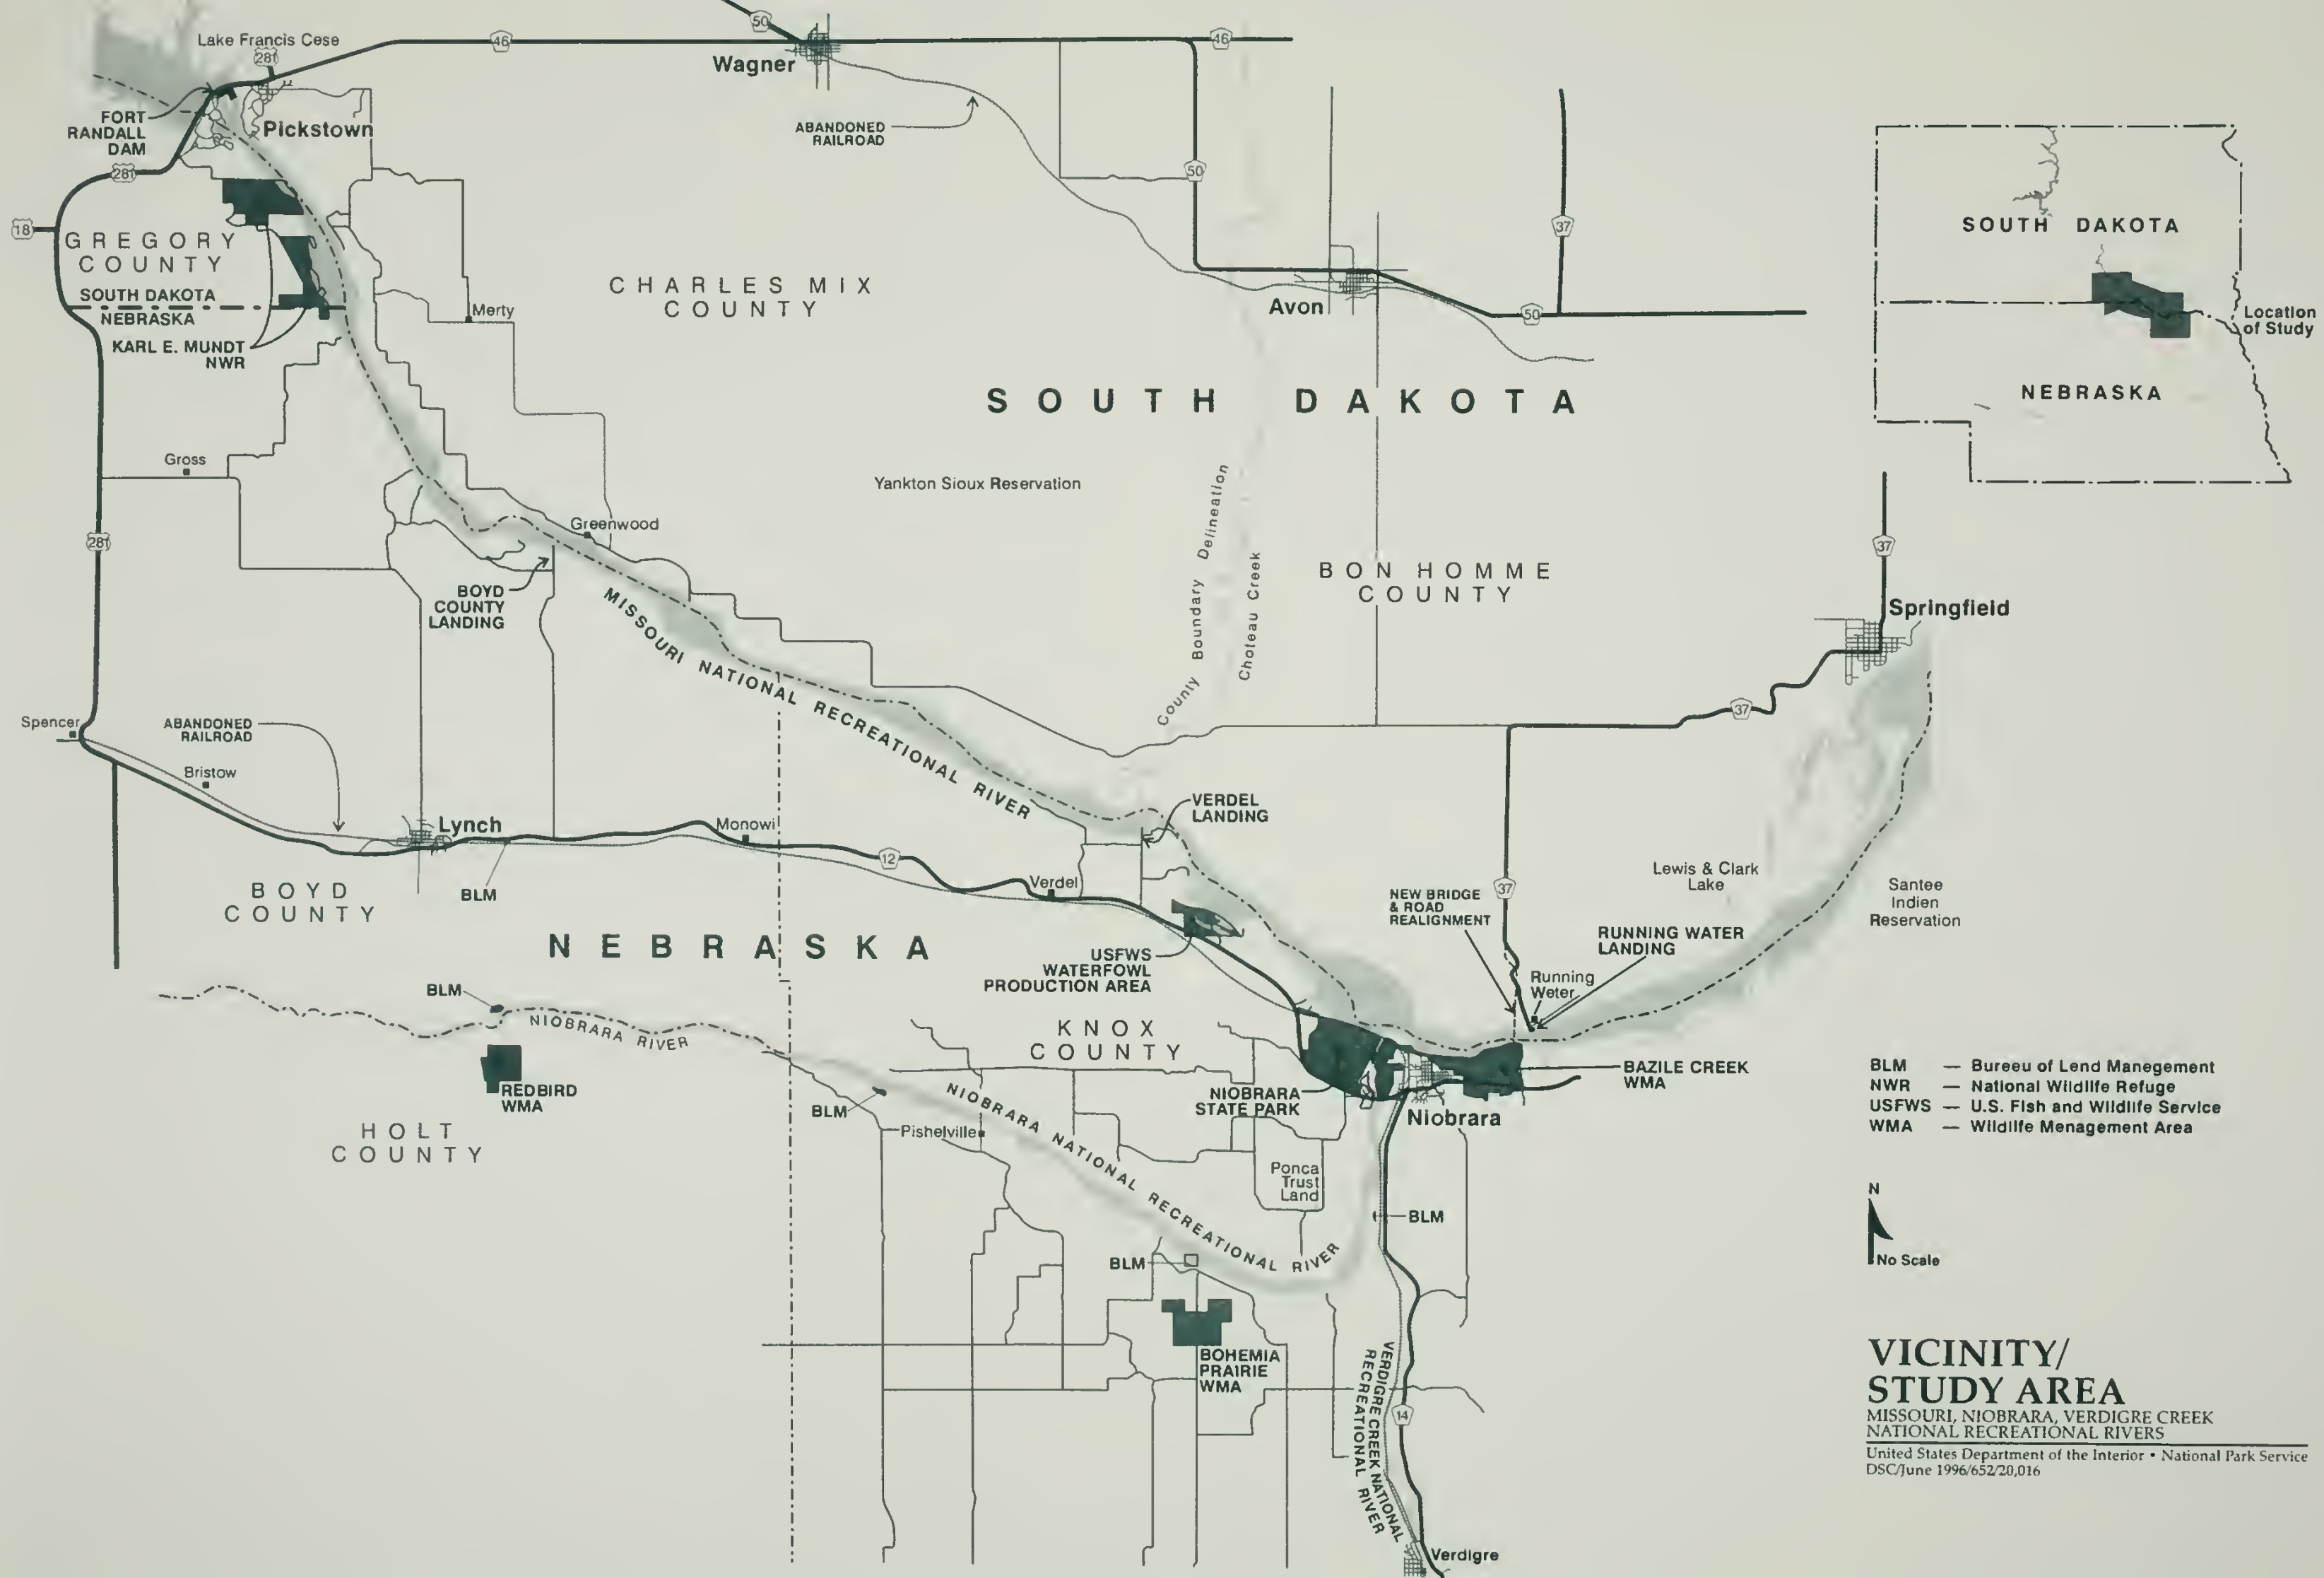 Lake Francis Cese
281
46
50
Wagner
46
FORT
RANDALL
DAM
Pickstown
ABANDONED
RAILROAD
281
50
18
GREGORY
COUNTY
37
SOUTH DAKOTA
NEBRASKA
CHARLES MIX
COUNTY
Merty
Avon
50
KARL E. MUNDT
NWR
SOUTH DAKOTA
SOUTH DAKOTA
Location
of Study
NEBRASKA
Gross
Yankton Sioux Reservation
281
Greenwood
County Boundary Delineation
Choteau Creek
37
BOYD
COUNTY
LANDING
BON HOMME
COUNTY
Springfield
MISSOURI NATIONAL RECREATIONAL RIVER
37
Spencer
ABANDONED
RAILROAD
Bristow
Lynch
Monowi
12
VERDEL
LANDING
Verdel
BLM
BOYD
COUNTY
NEBRASKA
Lewis & Clark
Lake
Santee
Indien
Reservation
37
NEW BRIDGE
& ROAD
REALIGNMENT
RUNNING WATER
LANDING
Running
Weter
USFWS
WATERFOWL
PRODUCTION AREA
BLM
NIOBRARA RIVER
KNOX
COUNTY
REDBIRD
WMA
BLM
NIOBRARA
STATE PARK
Niobrara
BAZILE CREEK
WMA
HOLT
COUNTY
Pishelville
NIOBRARA NATIONAL RECREATIONAL RIVER
Ponca
Trust
Land
BLM
BLM
BOHEMIA
PRAIRIE
WMA
VERDIGRE CREEK NATIONAL
RECREATIONAL RIVER
14
Verdigre
BLM — Bureeu of Lend Manegement
NWR — National Wildlife Refuge
USFWS — U.S. Fish and Wildlife Service
WMA — Wildlife Menagement Area
N
No Scale
VICINITY/
STUDY AREA
MISSOURI, NIOBRARA, VERDIGRE CREEK
NATIONAL RECREATIONAL RIVERS
United States Department of the Interior • National Park Service
DSC/June 1996/652/20,016